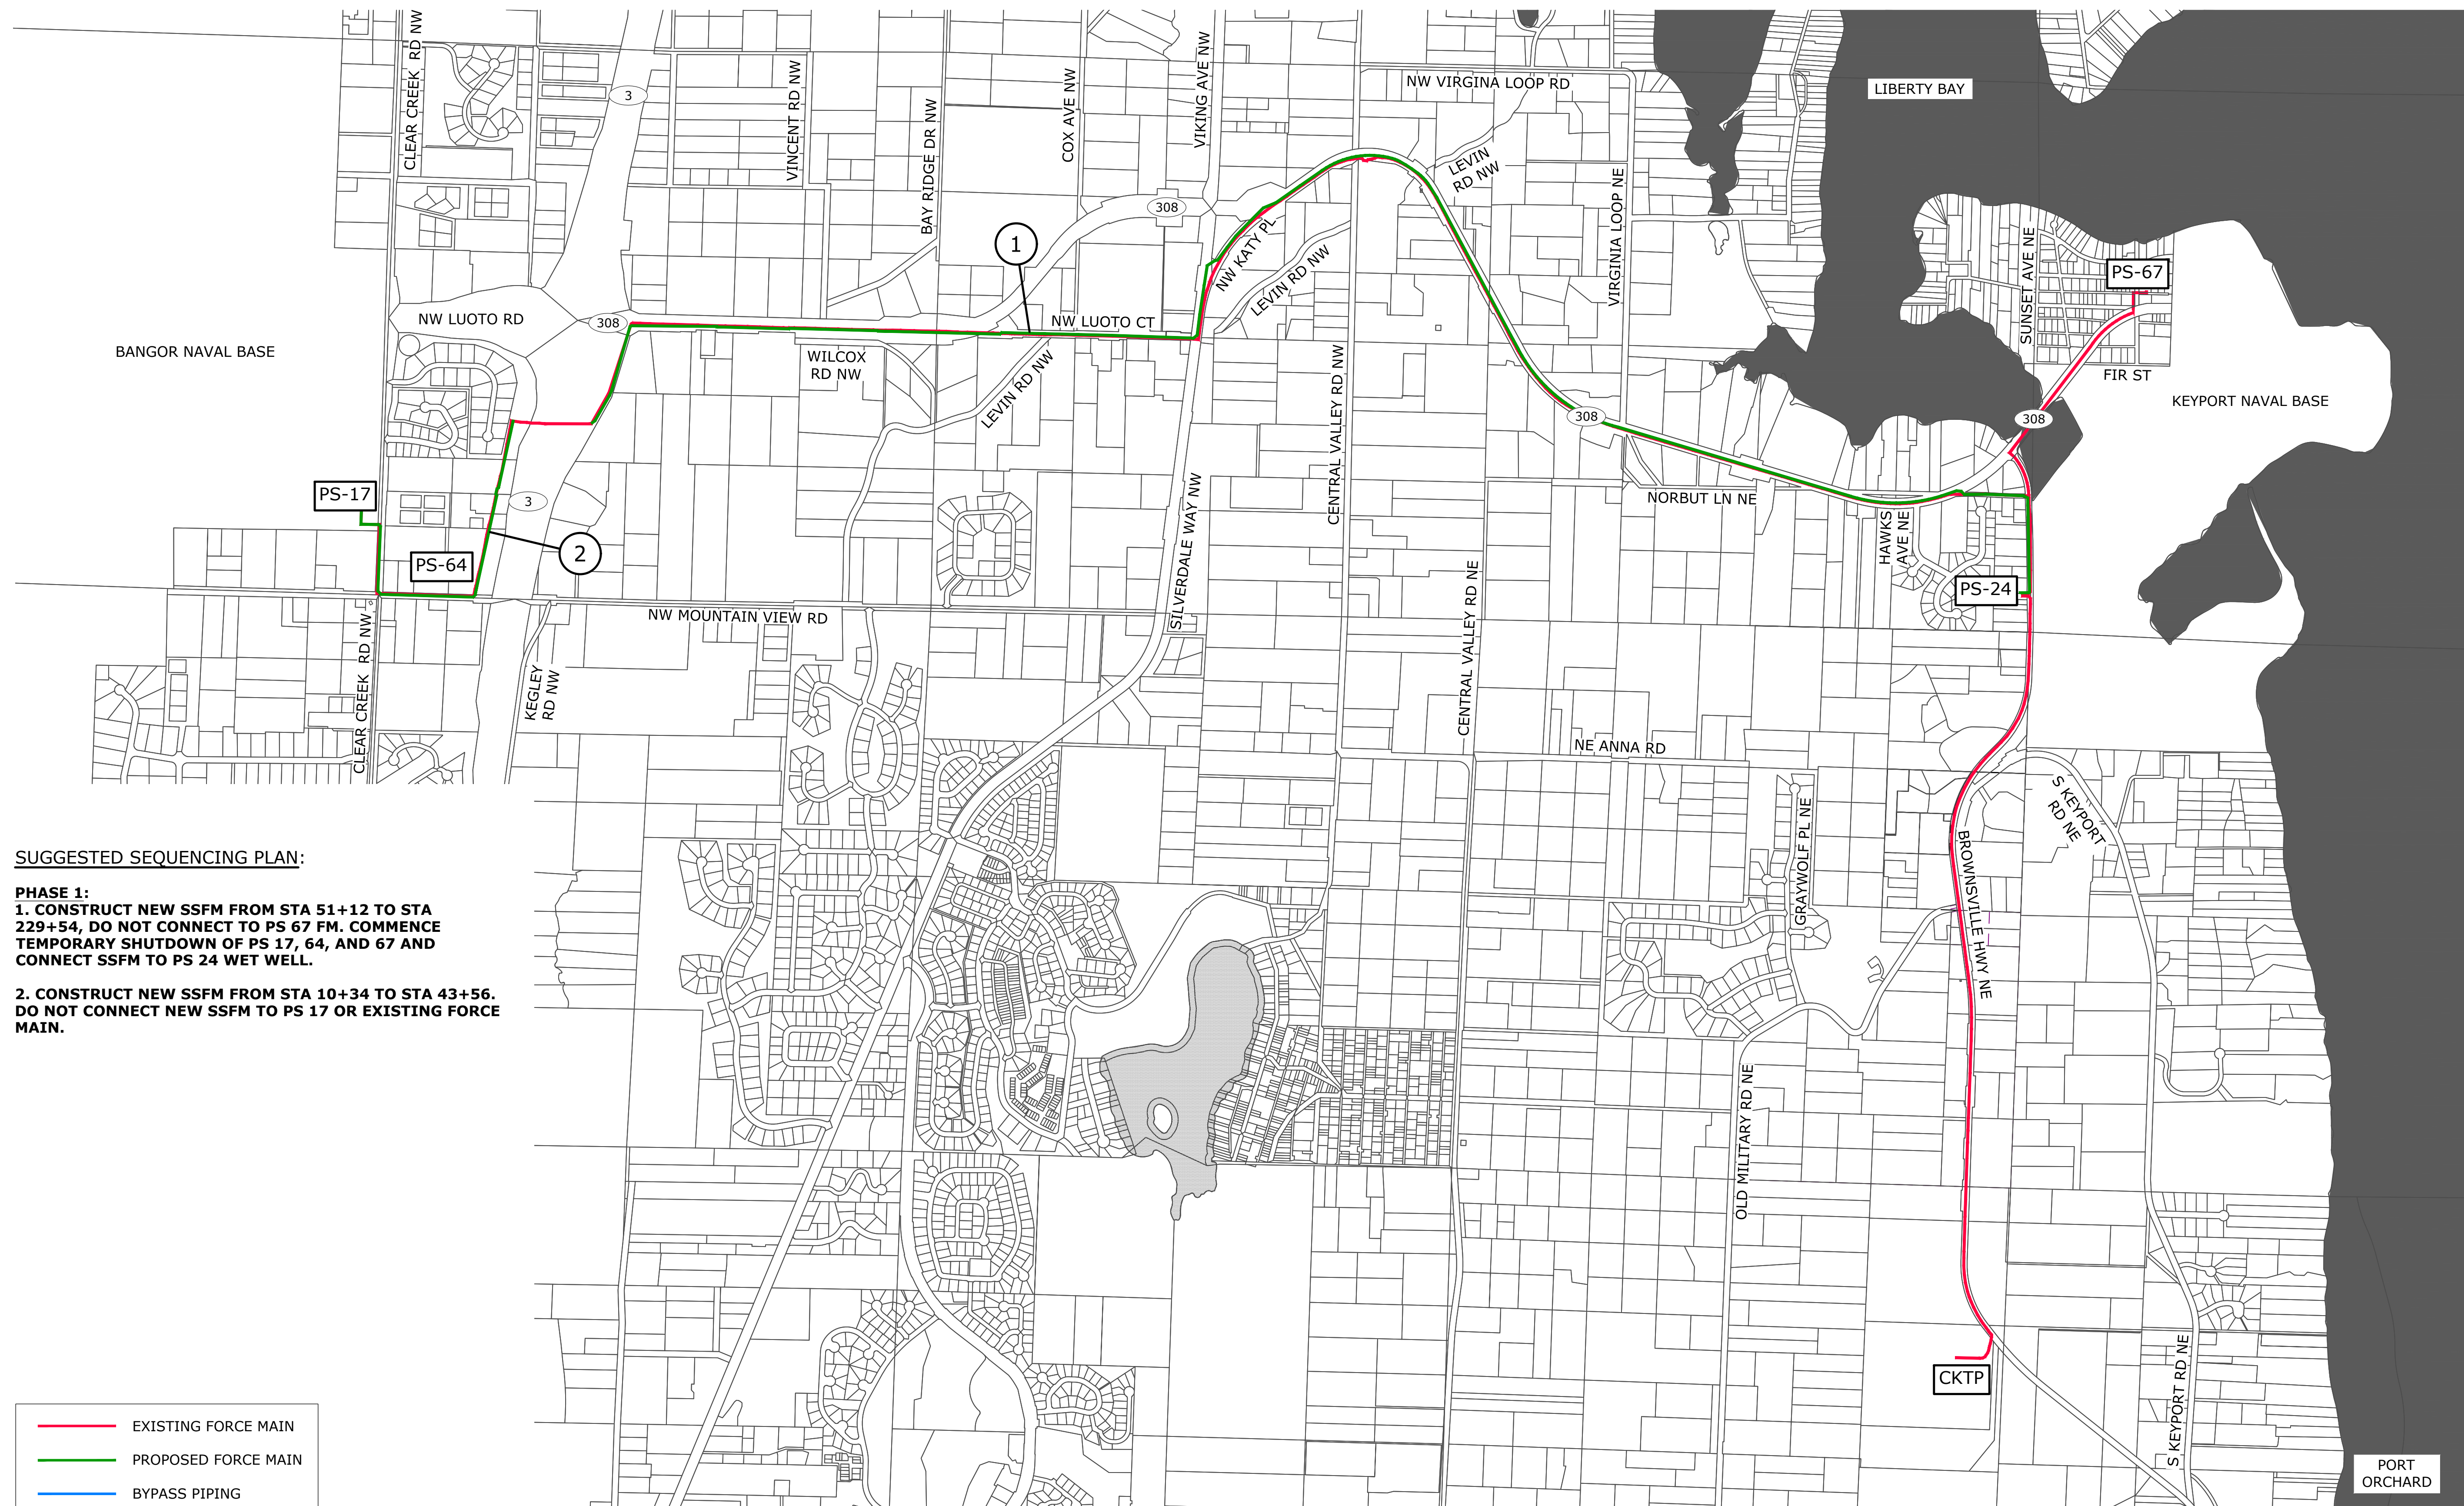 CLEAR CREEK RD NW
3
VINCENT RD NW
BAY RIDGE DR NW
COX AVE NW
VIKING AVE NW
NW VIRGINA LOOP RD
LIBERTY BAY
LEVIN
RD NW
VIRGINIA LOOP NE
308
1
NW KATY PL
LEVIN RD NW
SUNSET AVE NE
PS-67
NW LUOTO RD
308
NW LUOTO CT
BANGOR NAVAL BASE
WILCOX
RD NW
LEVIN RD NW
CENTRAL VALLEY RD NW
FIR ST
KEYPORT NAVAL BASE
308
308
PS-17
3
NORBUT LN NE
HAWKS
AVE NE
2
PS-64
SILVERDALE WAY NW
PS-24
NW MOUNTAIN VIEW RD
CENTRAL VALLEY RD NE
CLEAR CREEK RD NW
KEGLEY
RD NW
NE ANNA RD
S KEYPORT
RD NE
GRAYWOLF PL NE
BROWNSVILLE HWY NE
SUGGESTED SEQUENCING PLAN:
PHASE 1:
1. CONSTRUCT NEW SSFM FROM STA 51+12 TO STA
229+54, DO NOT CONNECT TO PS 67 FM. COMMENCE
TEMPORARY SHUTDOWN OF PS 17, 64, AND 67 AND
CONNECT SSFM TO PS 24 WET WELL.
2. CONSTRUCT NEW SSFM FROM STA 10+34 TO STA 43+56.
DO NOT CONNECT NEW SSFM TO PS 17 OR EXISTING FORCE
MAIN.
OLD MILITARY RD NE
CKTP
S KEYPORT RD NE
EXISTING FORCE MAIN
PROPOSED FORCE MAIN
BYPASS PIPING
PORT
ORCHARD